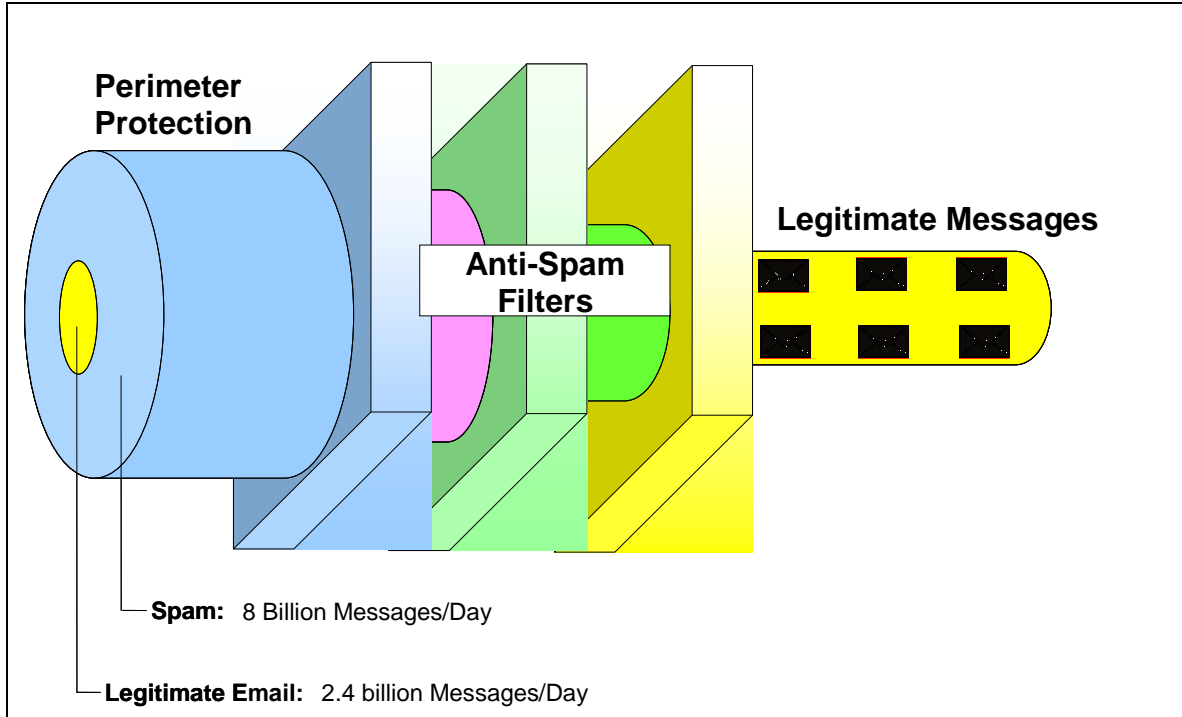 Perimeter
Protection
Legitimate Messages
Anti-Spam
Filters
Spam: 8 Billion Messages/Day
Legitimate Email: 2.4 billion Messages/Day